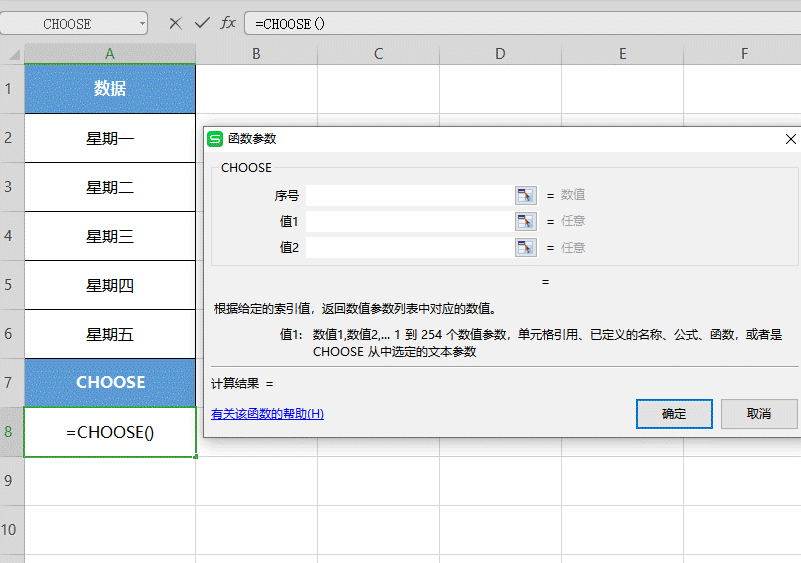 CHOOSE fx =CHOOSE()
A B C D E F
1 数据
2 星期一
3 星期二
4 星期三
5 星期四
6 星期五
7 CHOOSE
8 =CHOOSE()
9
10
函数参数
CHOOSE
序号 = 数值
值1 = 任意
值2 = 任意
=
根据给定的索引值，返回数值参数列表中对应的数值。
值1: 数值1,数值2,... 1 到 254 个数值参数，单元格引用、已定义的名称、公式、函数，或者是
CHOOSE 从中选定的文本参数
计算结果 =
有关该函数的帮助(H)
确定 取消